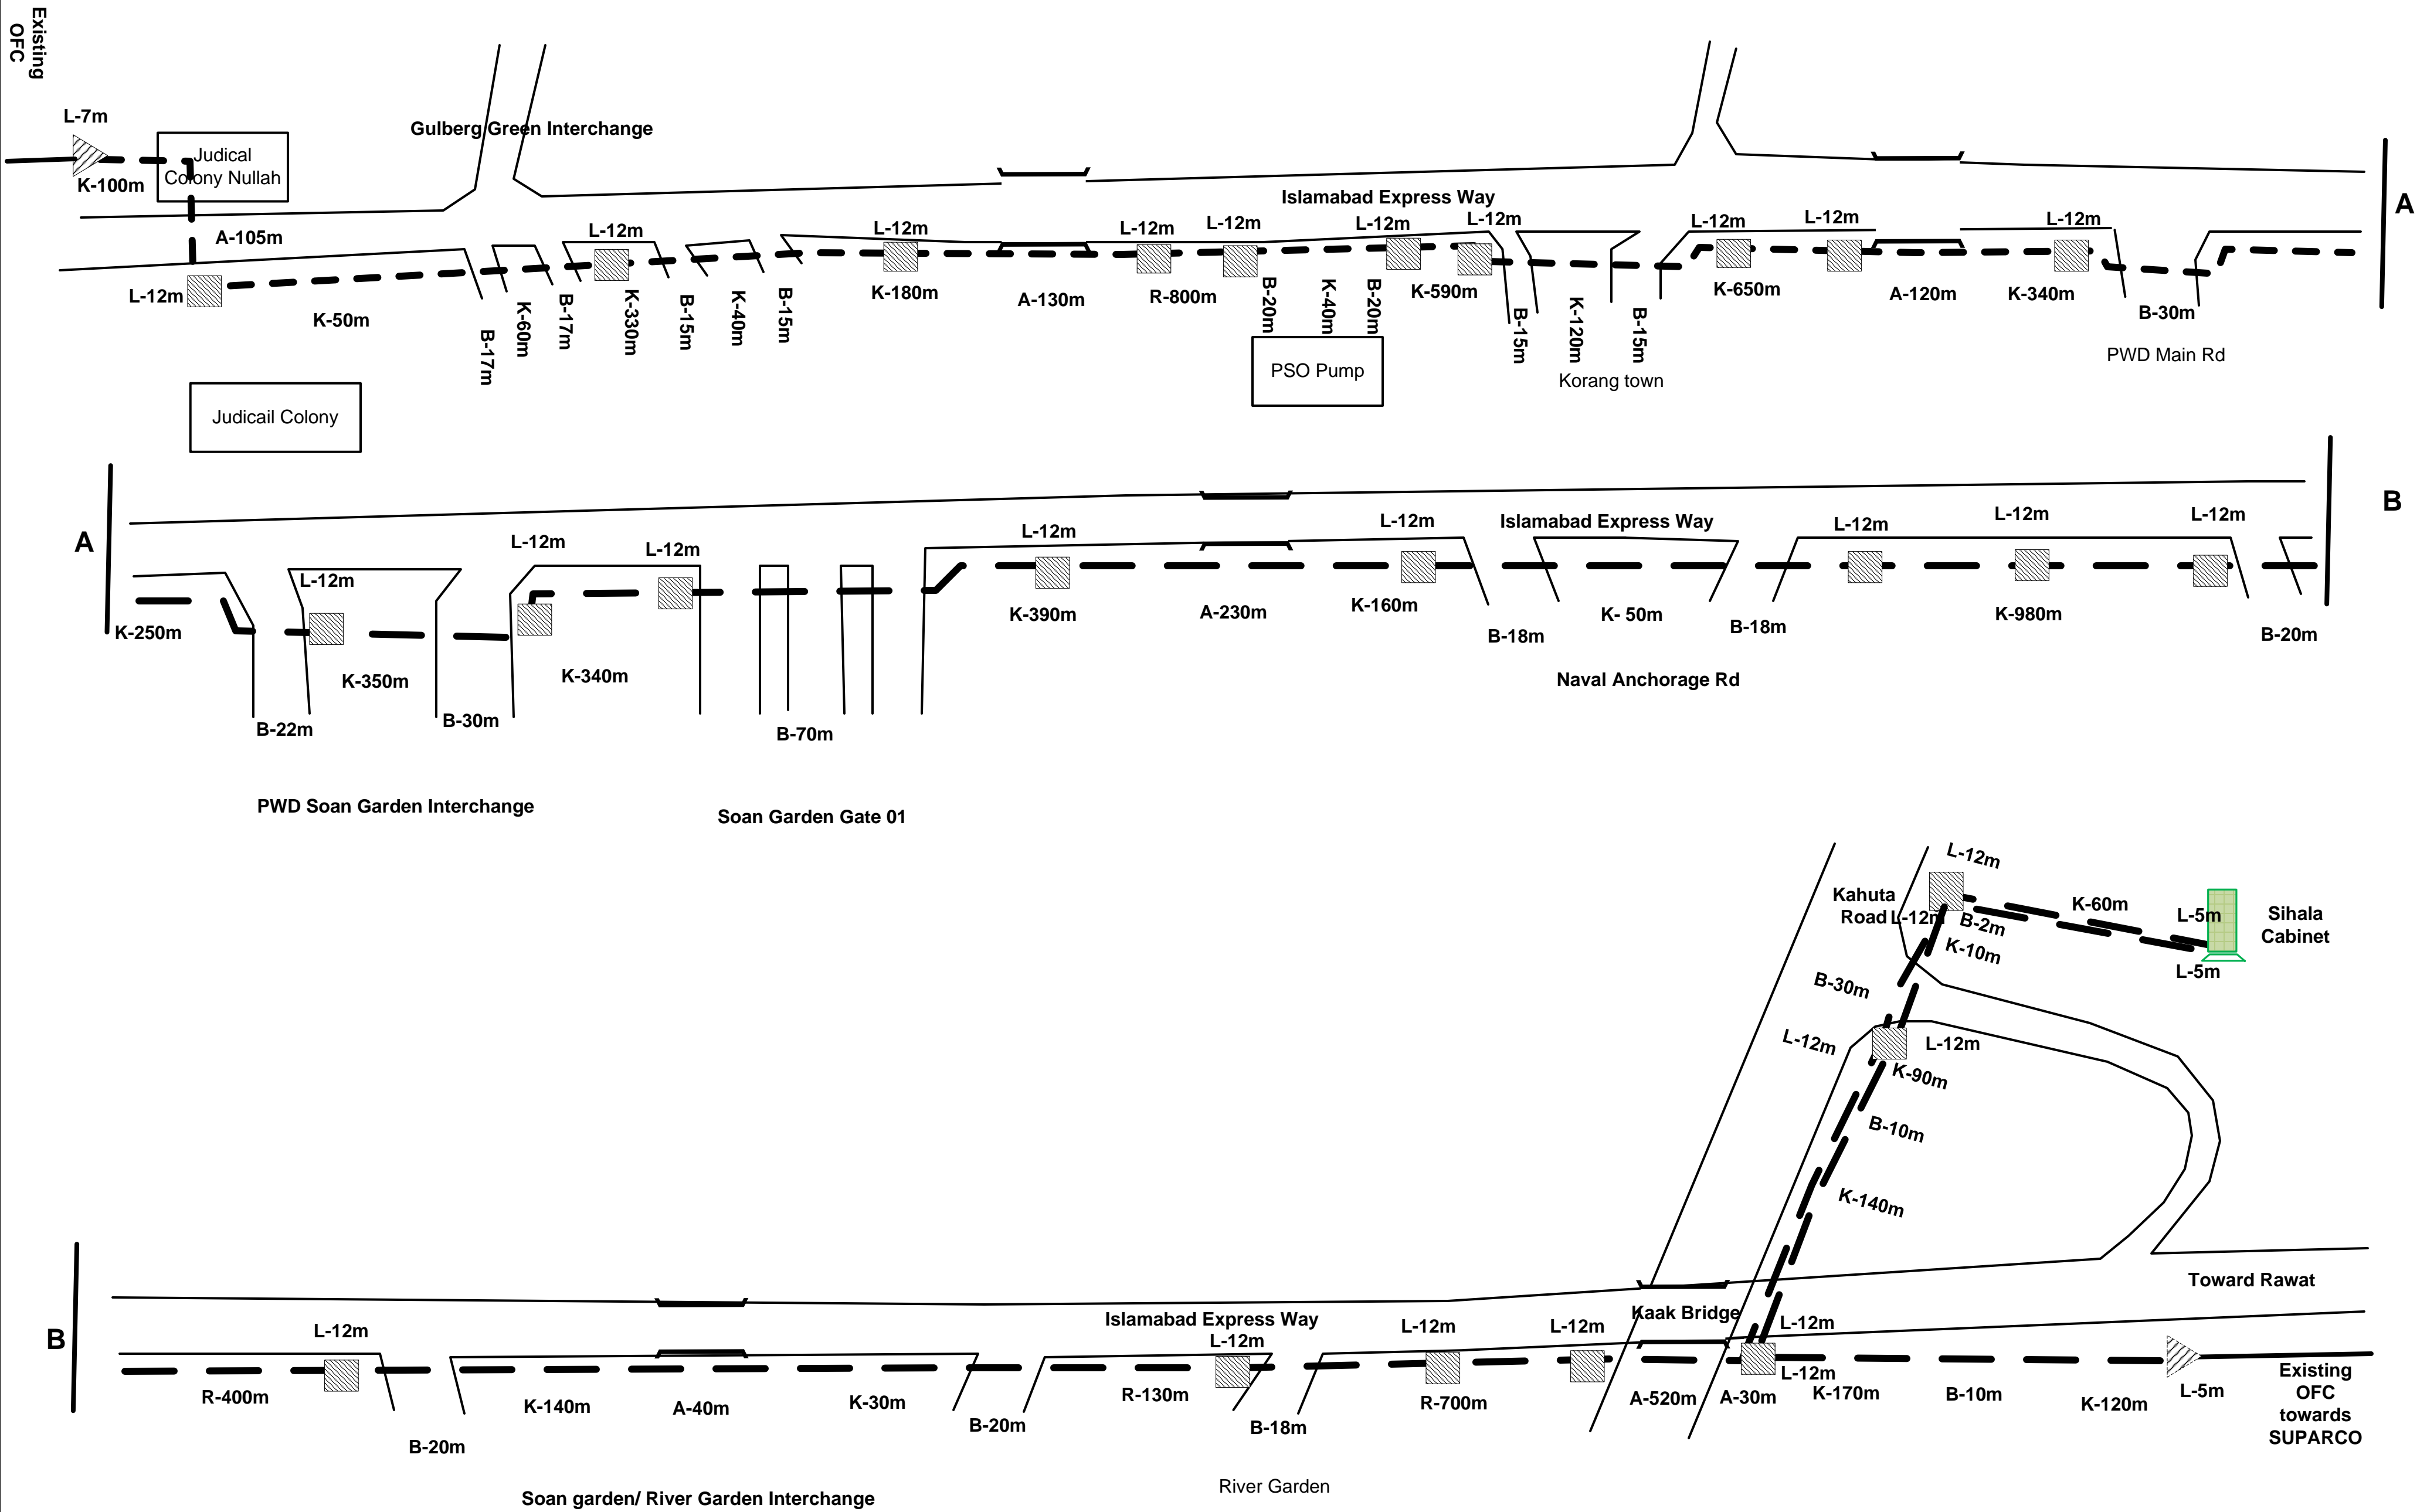 Existing
OFC
L-7m
K-100m
Judical
Colony Nullah
Gulberg Green Interchange
Islamabad Express Way
A
A-105m
L-12m
L-12m
L-12m
L-12m
L-12m
L-12m
L-12m
L-12m
L-12m
L-12m
K-50m
B-17m
K-60m
B-17m
K-330m
B-15m
K-40m
B-15m
K-180m
A-130m
R-800m
B-20m
K-40m
B-20m
K-590m
B-15m
K-120m
B-15m
K-650m
A-120m
K-340m
B-30m
PWD Main Rd
PSO Pump
Korang town
Judicail Colony
A
B
L-12m
L-12m
L-12m
L-12m
L-12m
Islamabad Express Way
L-12m
L-12m
L-12m
K-250m
K-350m
K-340m
K-390m
A-230m
K-160m
B-18m
K- 50m
B-18m
K-980m
B-20m
B-22m
B-30m
B-70m
Naval Anchorage Rd
PWD Soan Garden Interchange
Soan Garden Gate 01
L-12m
Kahuta
Road
L-12m
B-2m
K-60m
L-5m
Sihala
Cabinet
K-10m
L-5m
B-30m
L-12m
L-12m
K-90m
B-10m
K-140m
Toward Rawat
B
L-12m
Islamabad Express Way
L-12m
L-12m
L-12m
Kaak Bridge
L-12m
L-12m
R-400m
K-140m
A-40m
K-30m
R-130m
R-700m
A-520m
A-30m
K-170m
B-10m
K-120m
L-5m
Existing
OFC
towards
SUPARCO
B-20m
B-20m
B-18m
Soan garden/ River Garden Interchange
River Garden